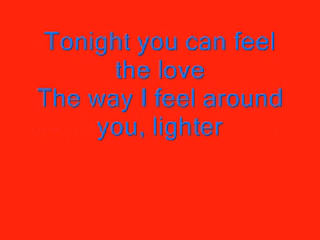 Tonight you can feel
the love
The way I feel around
you, lighter